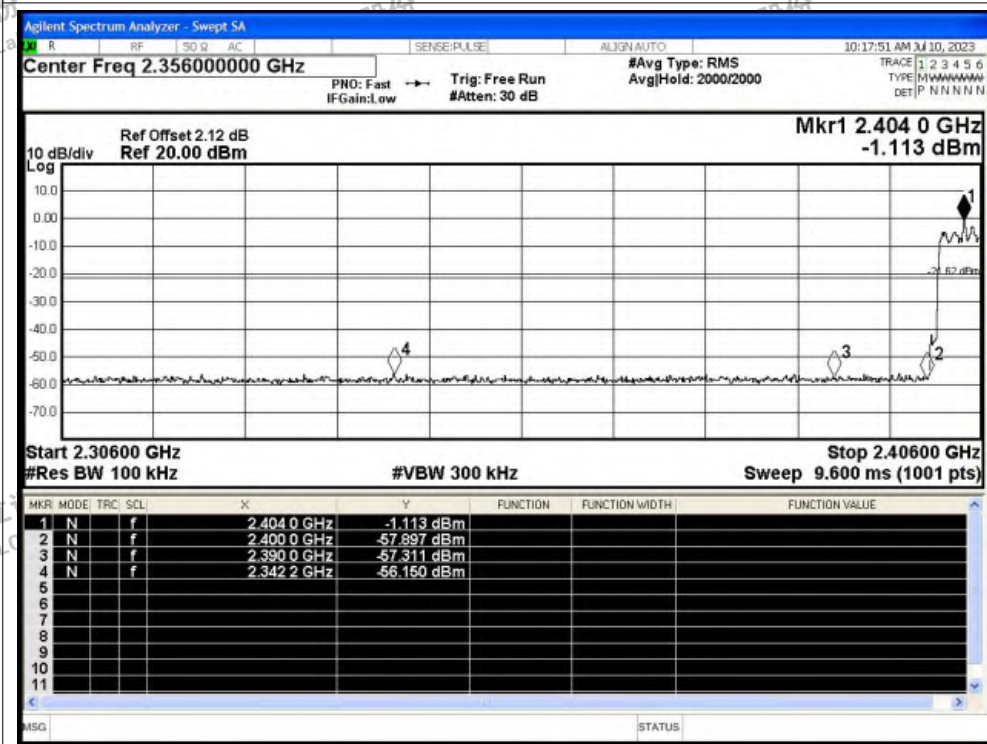 Agilent Spectrum Analyzer - Swept SA
R RF 50 Ω AC SENSE:PULSE ALIGN AUTO 10:17:51 AM Jul 10, 2023
Center Freq 2.356000000 GHz #Avg Type: RMS TRACE 1 2 3 4 5 6
PNO: Fast Trig: Free Run Avg|Hold: 2000/2000 TYPE M
IFGain:Low #Atten: 30 dB DET P N N N N N
Mkr1 2.404 0 GHz
Ref Offset 2.12 dB
10 dB/div Ref 20.00 dBm -1.113 dBm
Log
10.0
0.00
-10.0
-20.0
-30.0
-40.0
-50.0
-60.0
-70.0
1
4
3
2
Start 2.30600 GHz Stop 2.40600 GHz
#Res BW 100 kHz #VBW 300 kHz Sweep 9.600 ms (1001 pts)
MKR MODE TRC SCL X Y FUNCTION FUNCTION WIDTH FUNCTION VALUE
1 N f 2.404 0 GHz -1.113 dBm
2 N f 2.400 0 GHz -57.897 dBm
3 N f 2.390 0 GHz -57.311 dBm
4 N f 2.342 2 GHz -56.150 dBm
5
6
7
8
9
10
11
MSG STATUS